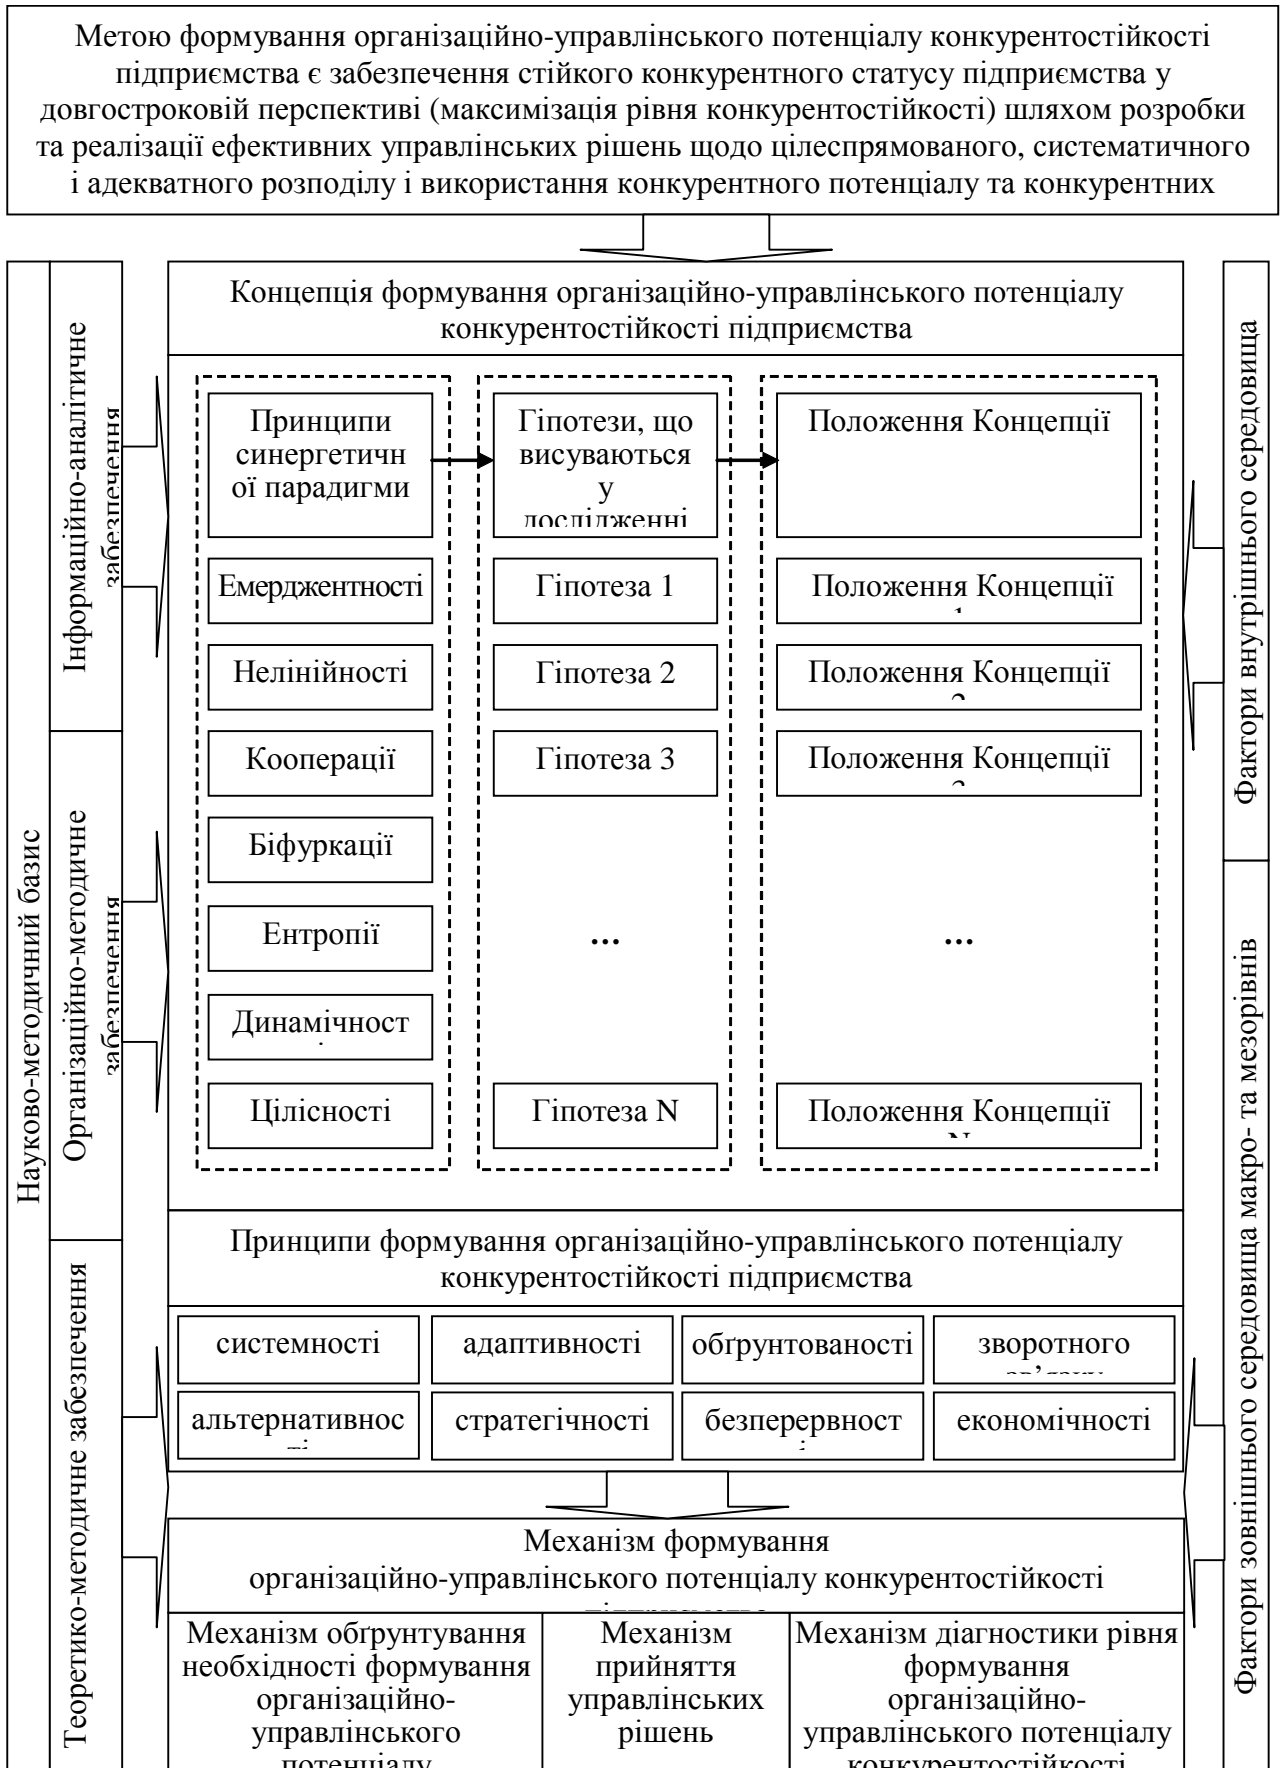 Метою формування організаційно-управлінського потенціалу конкурентостійкості
підприємства є забезпечення стійкого конкурентного статусу підприємства у
довгостроковій перспективі (максимізація рівня конкурентостійкості) шляхом розробки
та реалізації ефективних управлінських рішень щодо цілеспрямованого, систематичного
і адекватного розподілу і використання конкурентного потенціалу та конкурентних
Науково-методичний базис
Інформаційно-аналітичне
забезпечення
Організаційно-методичне
забезпечення
Теоретико-методичне забезпечення
Концепція формування організаційно-управлінського потенціалу
конкурентостійкості підприємства
Принципи
синергетичн
ої парадигми
Емерджентності
Нелінійності
Кооперації
Біфуркації
Ентропії
Динамічност
Цілісності
Гіпотези, що
висуваються
у
дослідженні
Гіпотеза 1
Гіпотеза 2
Гіпотеза 3
...
Гіпотеза N
Положення Концепції
Положення Концепції
Положення Концепції
Положення Концепції
...
Положення Концепції
Принципи формування організаційно-управлінського потенціалу
конкурентостійкості підприємства
системності
адаптивності
обґрунтованості
зворотного
альтернативнос
стратегічності
безперервност
економічності
Механізм формування
організаційно-управлінського потенціалу конкурентостійкості
Механізм обґрунтування
необхідності формування
організаційно-
управлінського
потенціалу
Механізм
прийняття
управлінських
рішень
Механізм діагностики рівня
формування
організаційно-
управлінського потенціалу
конкурентостійкості
Фактори внутрішнього середовища
Фактори зовнішнього середовища макро- та мезорівнів